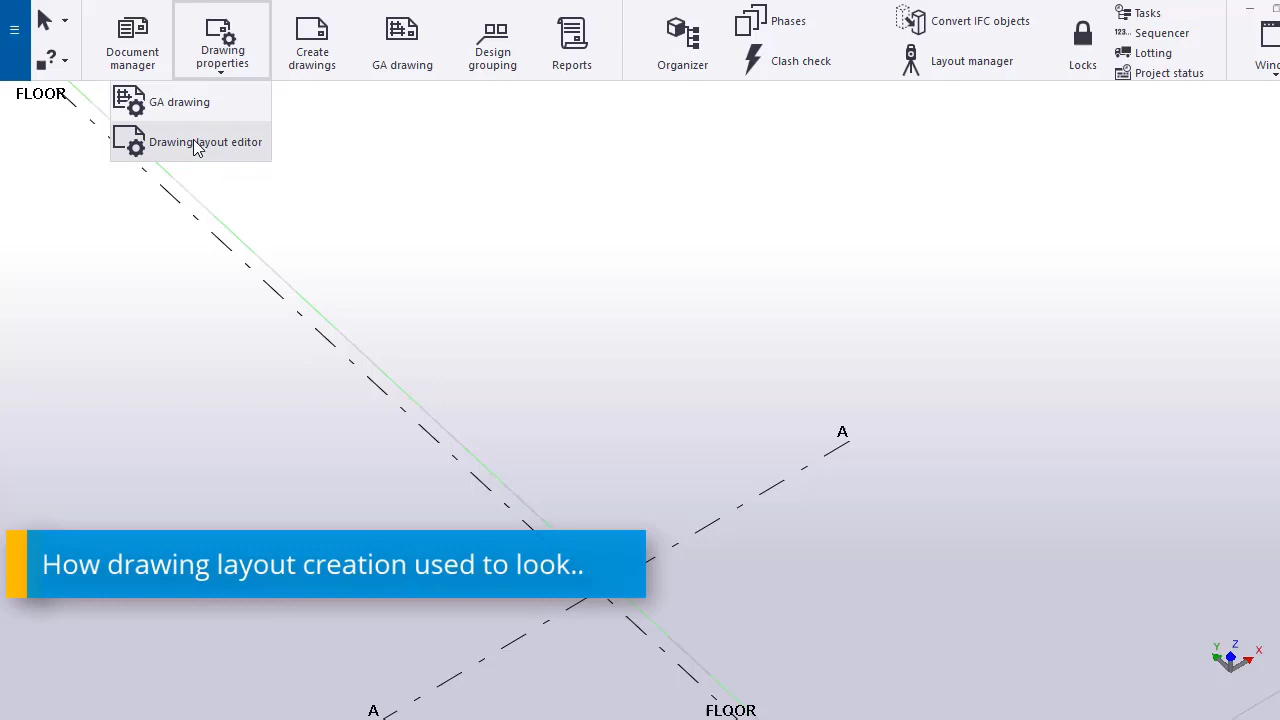 Document
manager
Drawing
properties
Create
drawings
GA drawing
Design
grouping
Reports
Organizer
Phases
Clash check
Convert IFC objects
Layout manager
Locks
Tasks
123...
Sequencer
Lotting
Project status
Wind
GA drawing
Drawing layout editor
FLOOR
A
How drawing layout creation used to look..
A
FLOOR
Y
Z
X